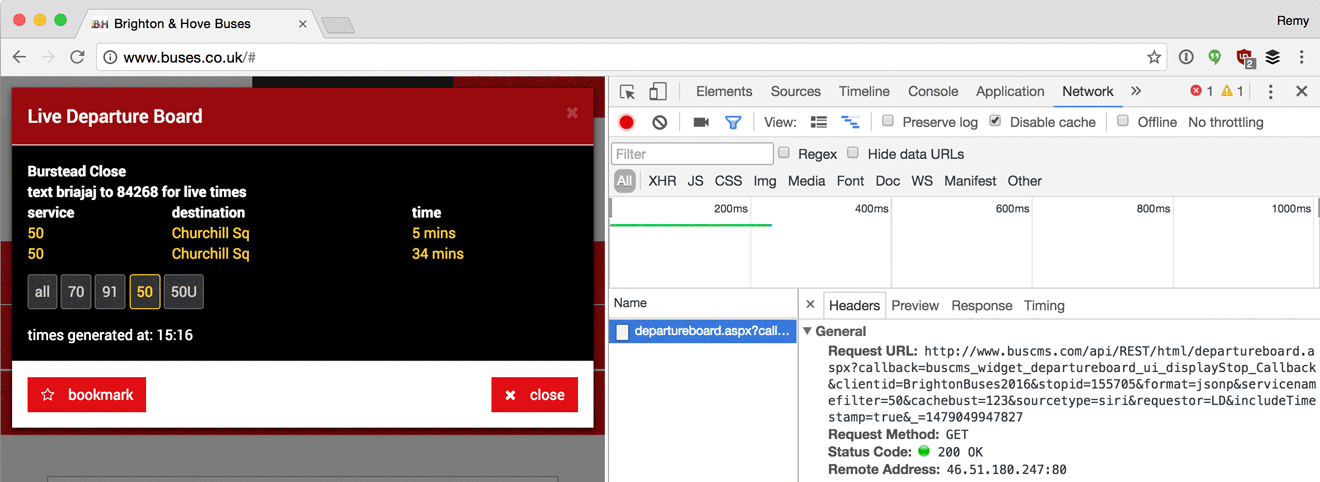 Brighton & Hove Buses
Remy
www.buses.co.uk/#
2
Live Departure Board
Burstead Close
text briajaj to 84268 for live times
service destination time
50 Churchill Sq 5 mins
50 Churchill Sq 34 mins
all 70 91 50 50U
times generated at: 15:16
bookmark close
Elements Sources Timeline Console Application Network 1 1
View: Preserve log Disable cache Offline No throttling
Filter Regex Hide data URLs
All XHR JS CSS Img Media Font Doc WS Manifest Other
200ms 400ms 600ms 800ms 1000ms
Name
departureboard.aspx?call…
Headers Preview Response Timing
General
Request URL: http://www.buscms.com/api/REST/html/departureboard.a
spx?callback=buscms_widget_departureboard_ui_displayStop_Callback
&clientid=BrightonBuses2016&stopid=155705&format=jsonp&servicenam
efilter=50&cachebust=123&sourcetype=siri&requestor=LD&includeTime
stamp=true&_=1479049947827
Request Method: GET
Status Code: 200 OK
Remote Address: 46.51.180.247:80